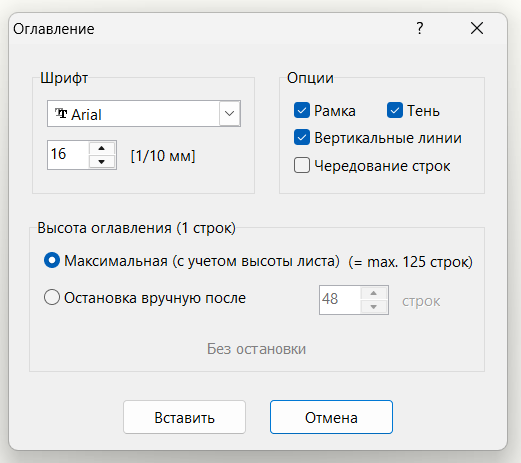 Оглавление ?
Шрифт
Arial
16 [1/10 мм]
Опции
Рамка Тень
Вертикальные линии
Чередование строк
Высота оглавления (1 строк)
Максимальная (с учетом высоты листа) (= max. 125 строк)
Остановка вручную после 48 строк
Без остановки
Вставить Отмена